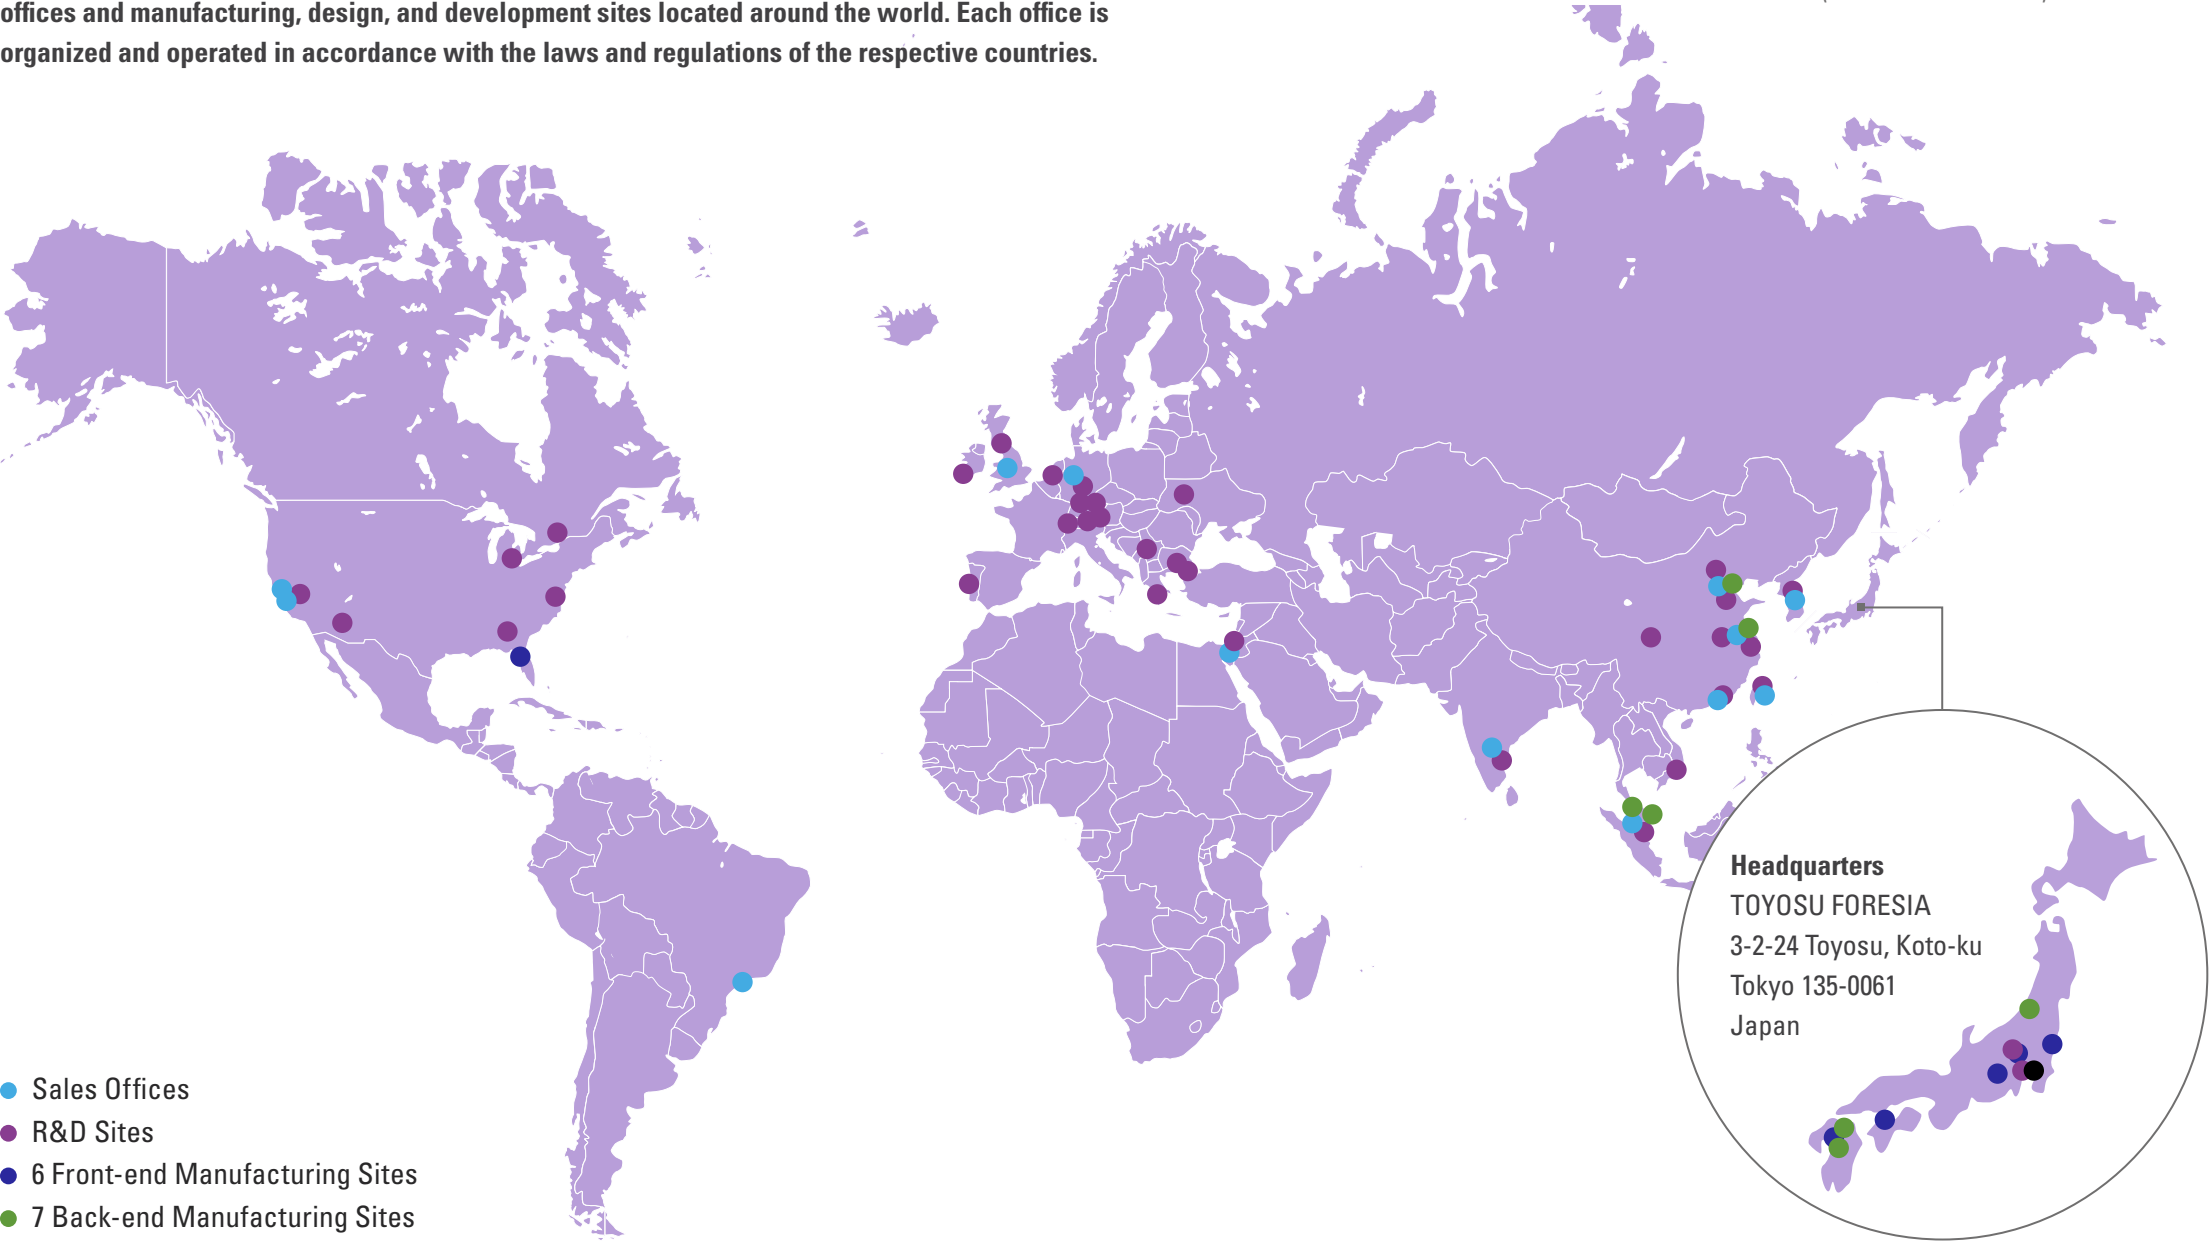 offices and manufacturing, design, and development sites located around the world. Each office is
organized and operated in accordance with the laws and regulations of the respective countries.
Headquarters
TOYOSU FORESIA
3-2-24 Toyosu, Koto-ku
Tokyo 135-0061
Japan
Sales Offices
R&D Sites
6 Front-end Manufacturing Sites
7 Back-end Manufacturing Sites